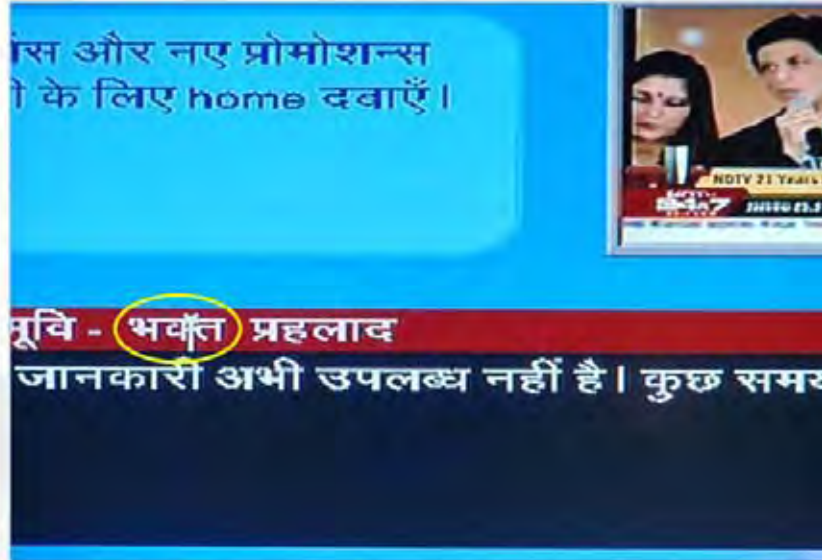 और नए प्रोमोशन्स
के लिए home दबाएँ।
NDTV 21 Years
मूवि - भक्त प्रहलाद
जानकारी अभी उपलब्ध नहीं है। कुछ समय